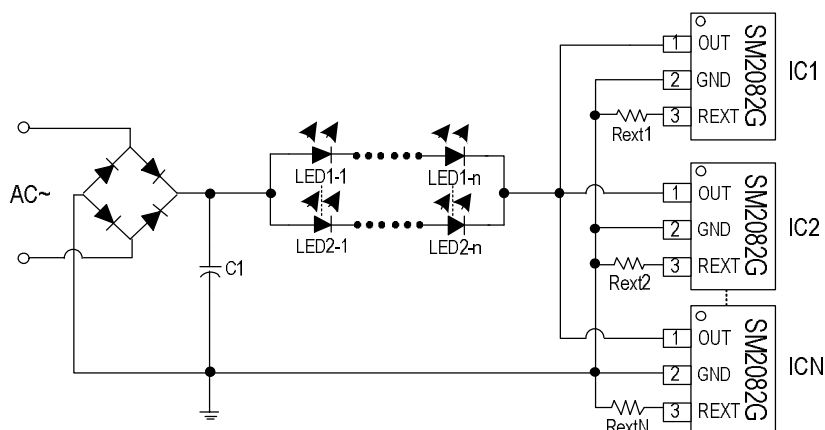 1 OUT
2 GND
3 REXT
SM2082G
IC1
Rext1
AC~
LED1-1
LED1-n
LED2-1
LED2-n
C1
1 OUT
2 GND
3 REXT
SM2082G
IC2
Rext2
1 OUT
2 GND
3 REXT
SM2082G
ICN
RextN